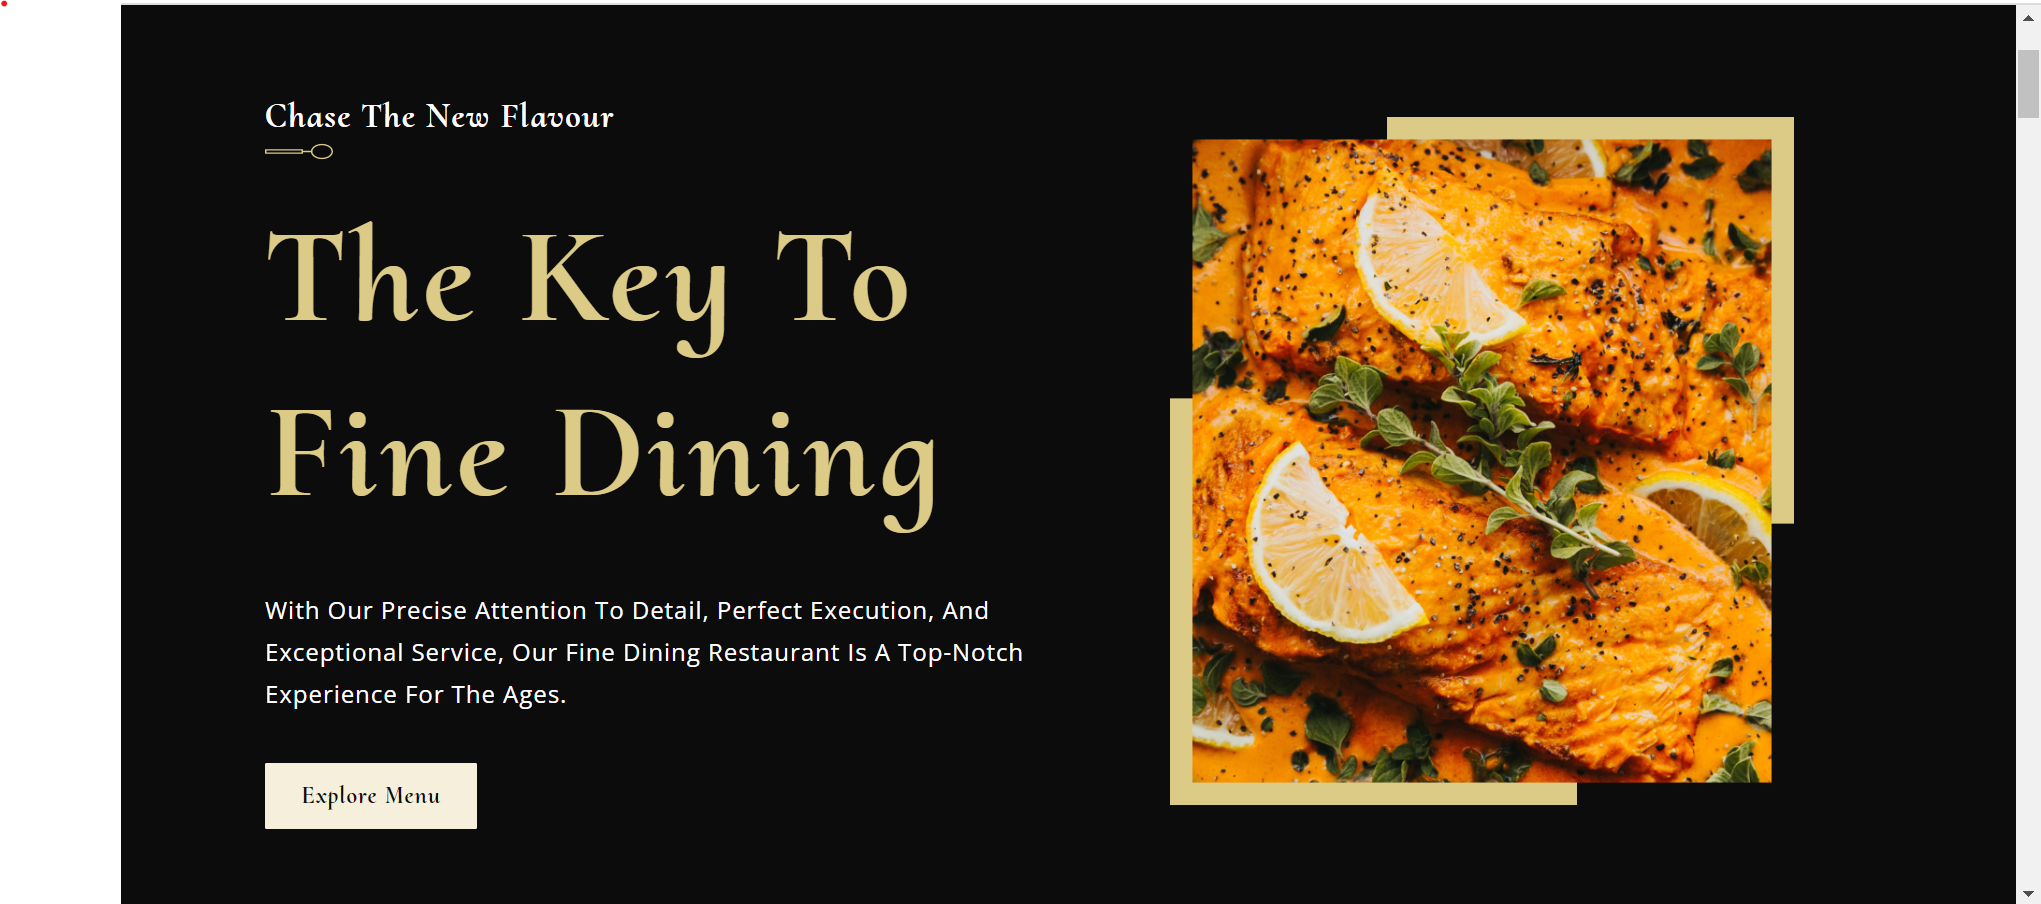 Chase The New Flavour
The Key To
Fine Dining
With Our Precise Attention To Detail, Perfect Execution, And
Exceptional Service, Our Fine Dining Restaurant Is A Top-Notch
Experience For The Ages.
Explore Menu